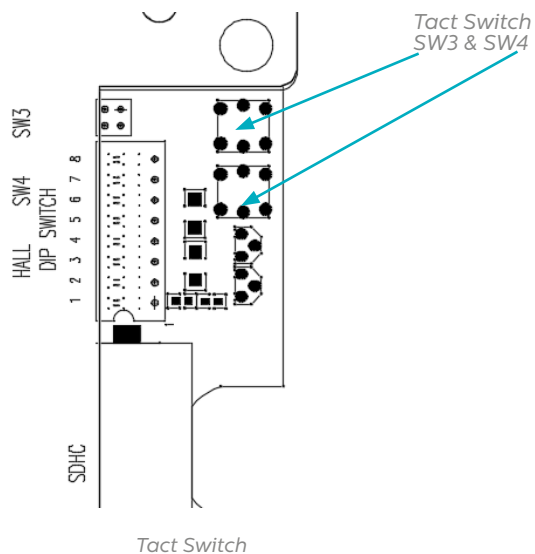 Tact Switch
SW3 & SW4
SW3
HALL SW4
DIP SWITCH
1 2 3 4 5 6 7 8
1
SDHC
Tact Switch